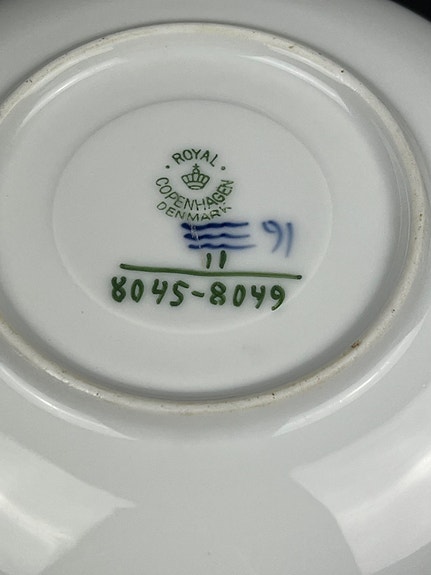 ROYAL
COPENHAGEN
DENMARK
91
11
8045-8049